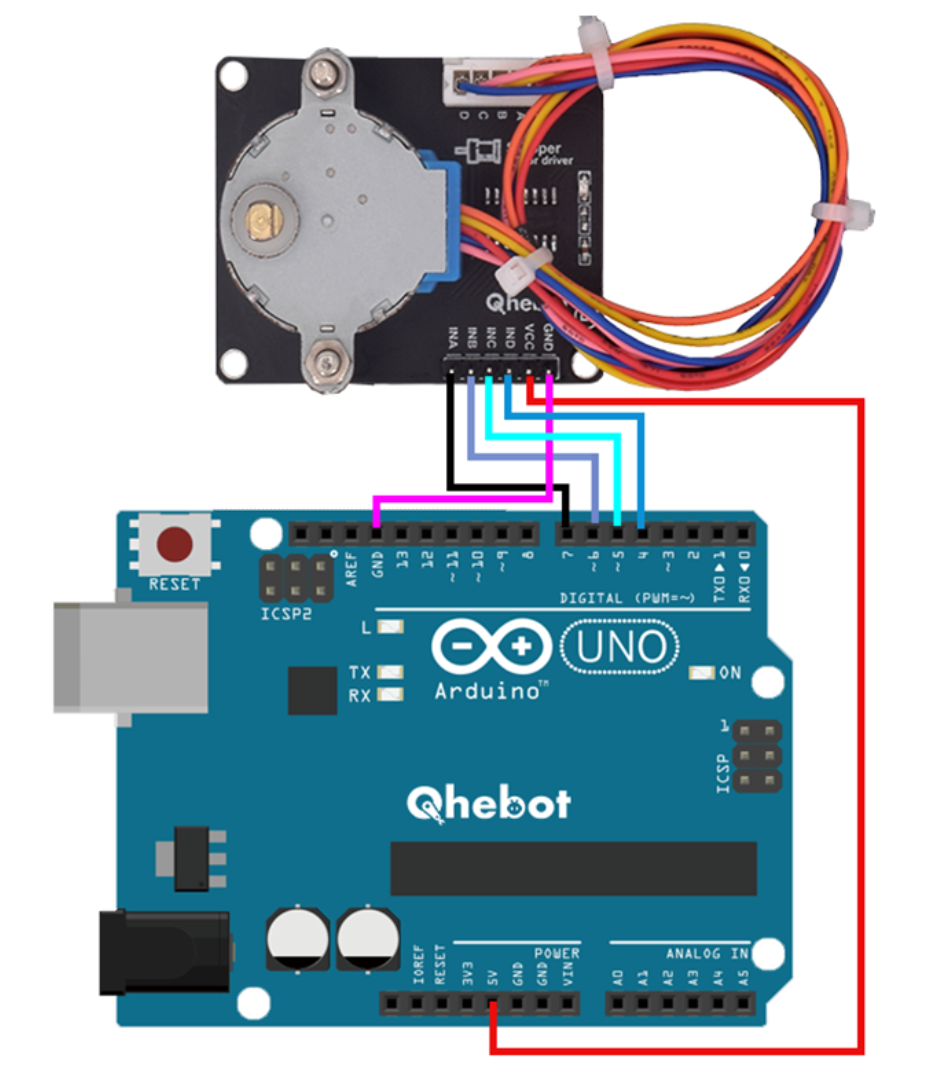 D C B A
Stepper
motor driver
Qhebot
INA INB INC IND VCC GND
RESET
AREF GND 13 12 ~11 ~10 ~9 8 7 ~6 ~5 4 ~3 2 TX0▶1 RX0◀0
ICSP2
DIGITAL (PWM=~)
L
TX
RX
UNO
ON
Arduino™
1
ICSP
Qhebot
POWER
ANALOG IN
IOREF RESET 3V3 5V GND GND VIN A0 A1 A2 A3 A4 A5